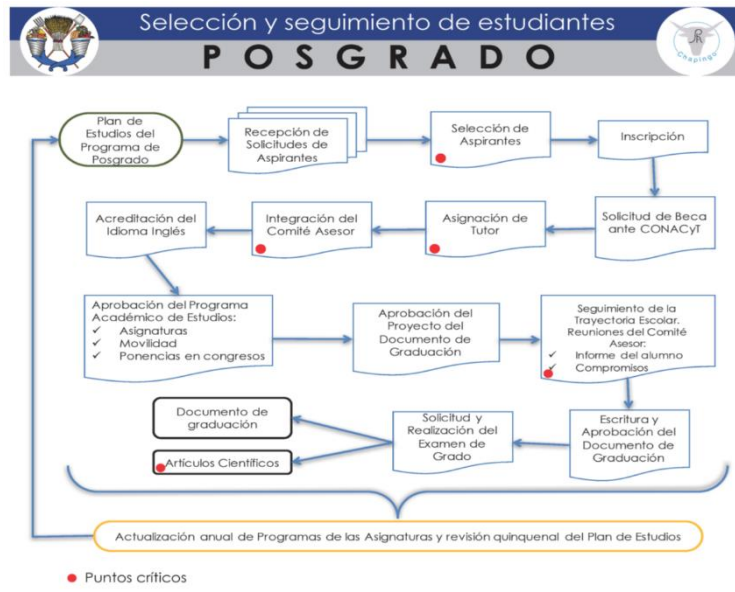 Selección y seguimiento de estudiantes
POSGRADO
Chapingo
Plan de
Estudios del
Programa de
Posgrado
Recepción de
Solicitudes de
Aspirantes
Selección de
Aspirantes
Inscripción
Acreditación del
Idioma Inglés
Integración del
Comité Asesor
Asignación de
Tutor
Solicitud de Beca
ante CONACyT
Aprobación del Programa
Académico de Estudios:
✓ Asignaturas
✓ Movilidad
✓ Ponencias en congresos
Aprobación del
Proyecto del
Documento de
Graduación
Seguimiento de la
Trayectoria Escolar.
Reuniones del Comité
Asesor:
✓ Informe del alumno
✓ Compromisos
Documento de
graduación
Artículos Científicos
Solicitud y
Realización del
Examen de
Grado
Escritura y
Aprobación del
Documento de
Graduación
Actualización anual de Programas de las Asignaturas y revisión quinquenal del Plan de Estudios
Puntos críticos